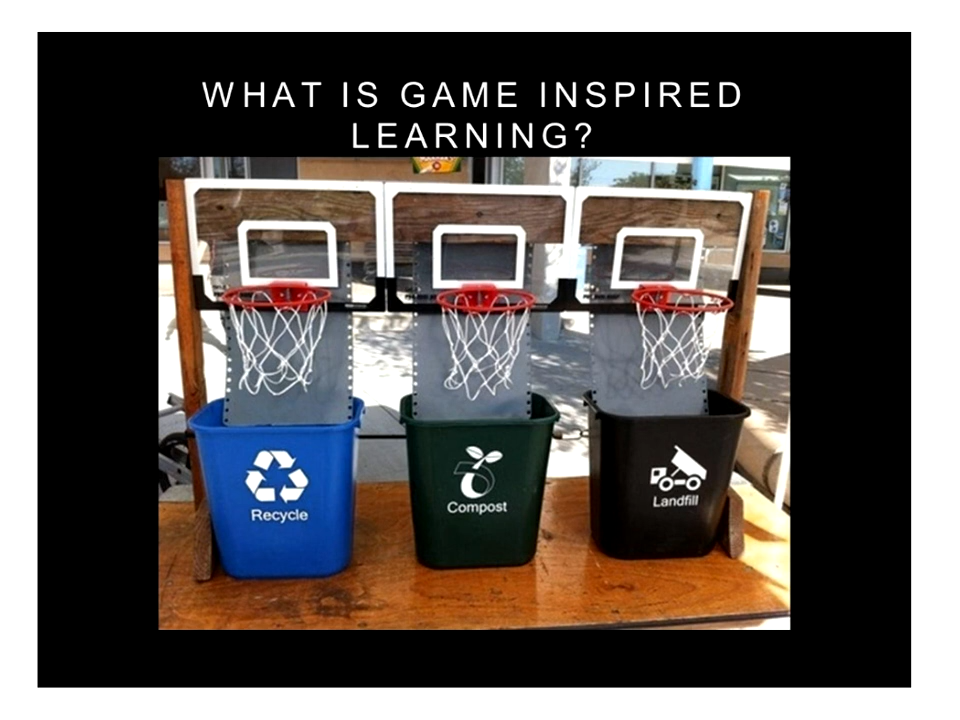 WHAT IS GAME INSPIRED
LEARNING?
Recycle
Compost
Landfill